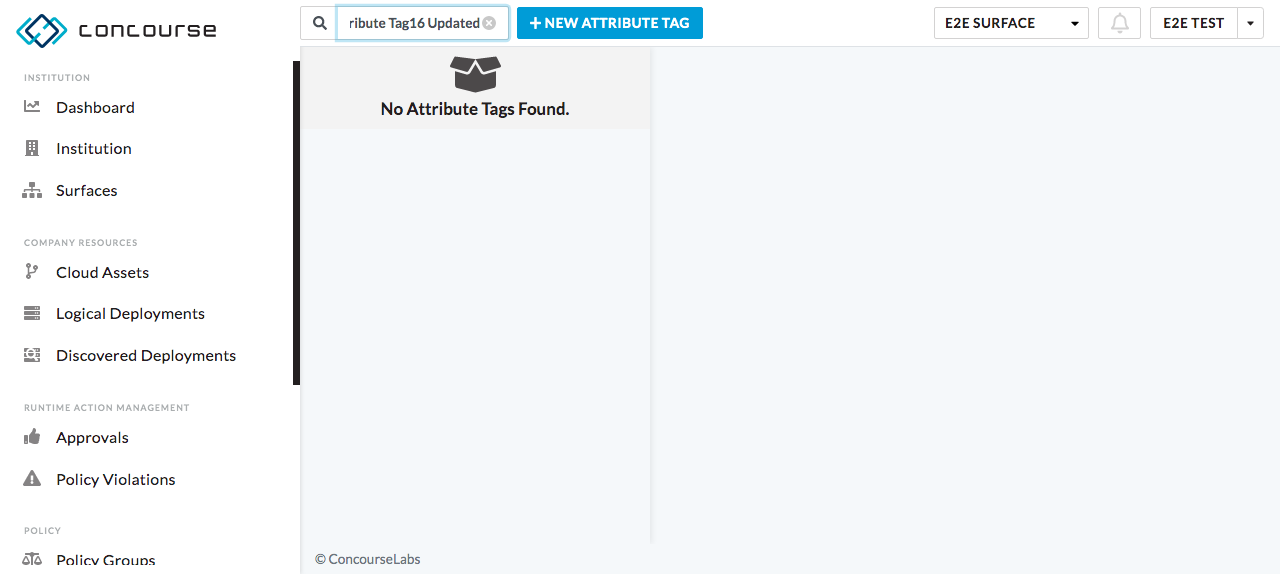 concourse
ribute Tag16 Updated
NEW ATTRIBUTE TAG
E2E SURFACE
E2E TEST
INSTITUTION
Dashboard
Institution
Surfaces
COMPANY RESOURCES
Cloud Assets
Logical Deployments
Discovered Deployments
RUNTIME ACTION MANAGEMENT
Approvals
Policy Violations
POLICY
Policy Groups
No Attribute Tags Found.
© ConcourseLabs